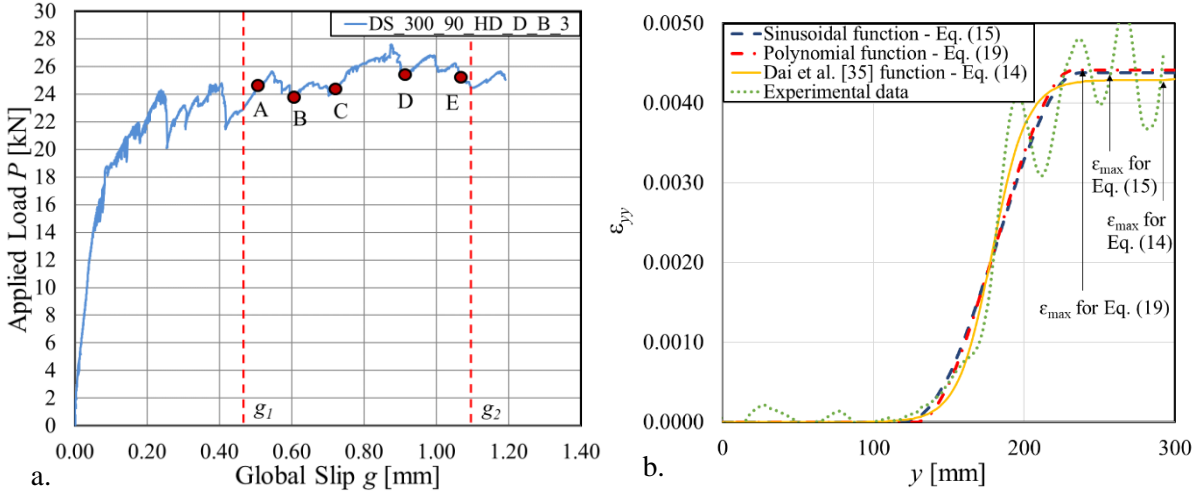 DS_300_90_HD_D_B_3
30
28
26
24
22
20
18
16
14
12
10
8
6
4
2
0
Applied Load P [kN]
A
B
C
D
E
g1
g2
0.00 0.20 0.40 0.60 0.80 1.00 1.20 1.40
Global Slip g [mm]
a.
Sinusoidal function - Eq. (15)
Polynomial function - Eq. (19)
Dai et al. [35] function - Eq. (14)
Experimental data
0.0050
0.0040
0.0030
0.0020
0.0010
0.0000
εyy
εmax for
Eq. (15)
εmax for
Eq. (14)
εmax for Eq. (19)
0 100 200 300
y [mm]
b.